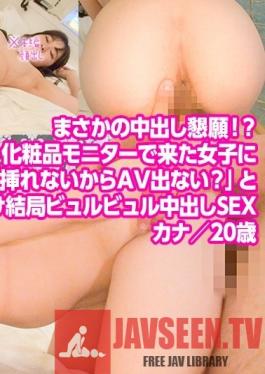 まさかの中出し懇願!?
化粧品モニターで来た女子に
挿れないからAV出ない?」と
結局ビュルビュル中出しSEX
カナ/20歳
JAVSEEN.TV
FREE JAV LIBRARY